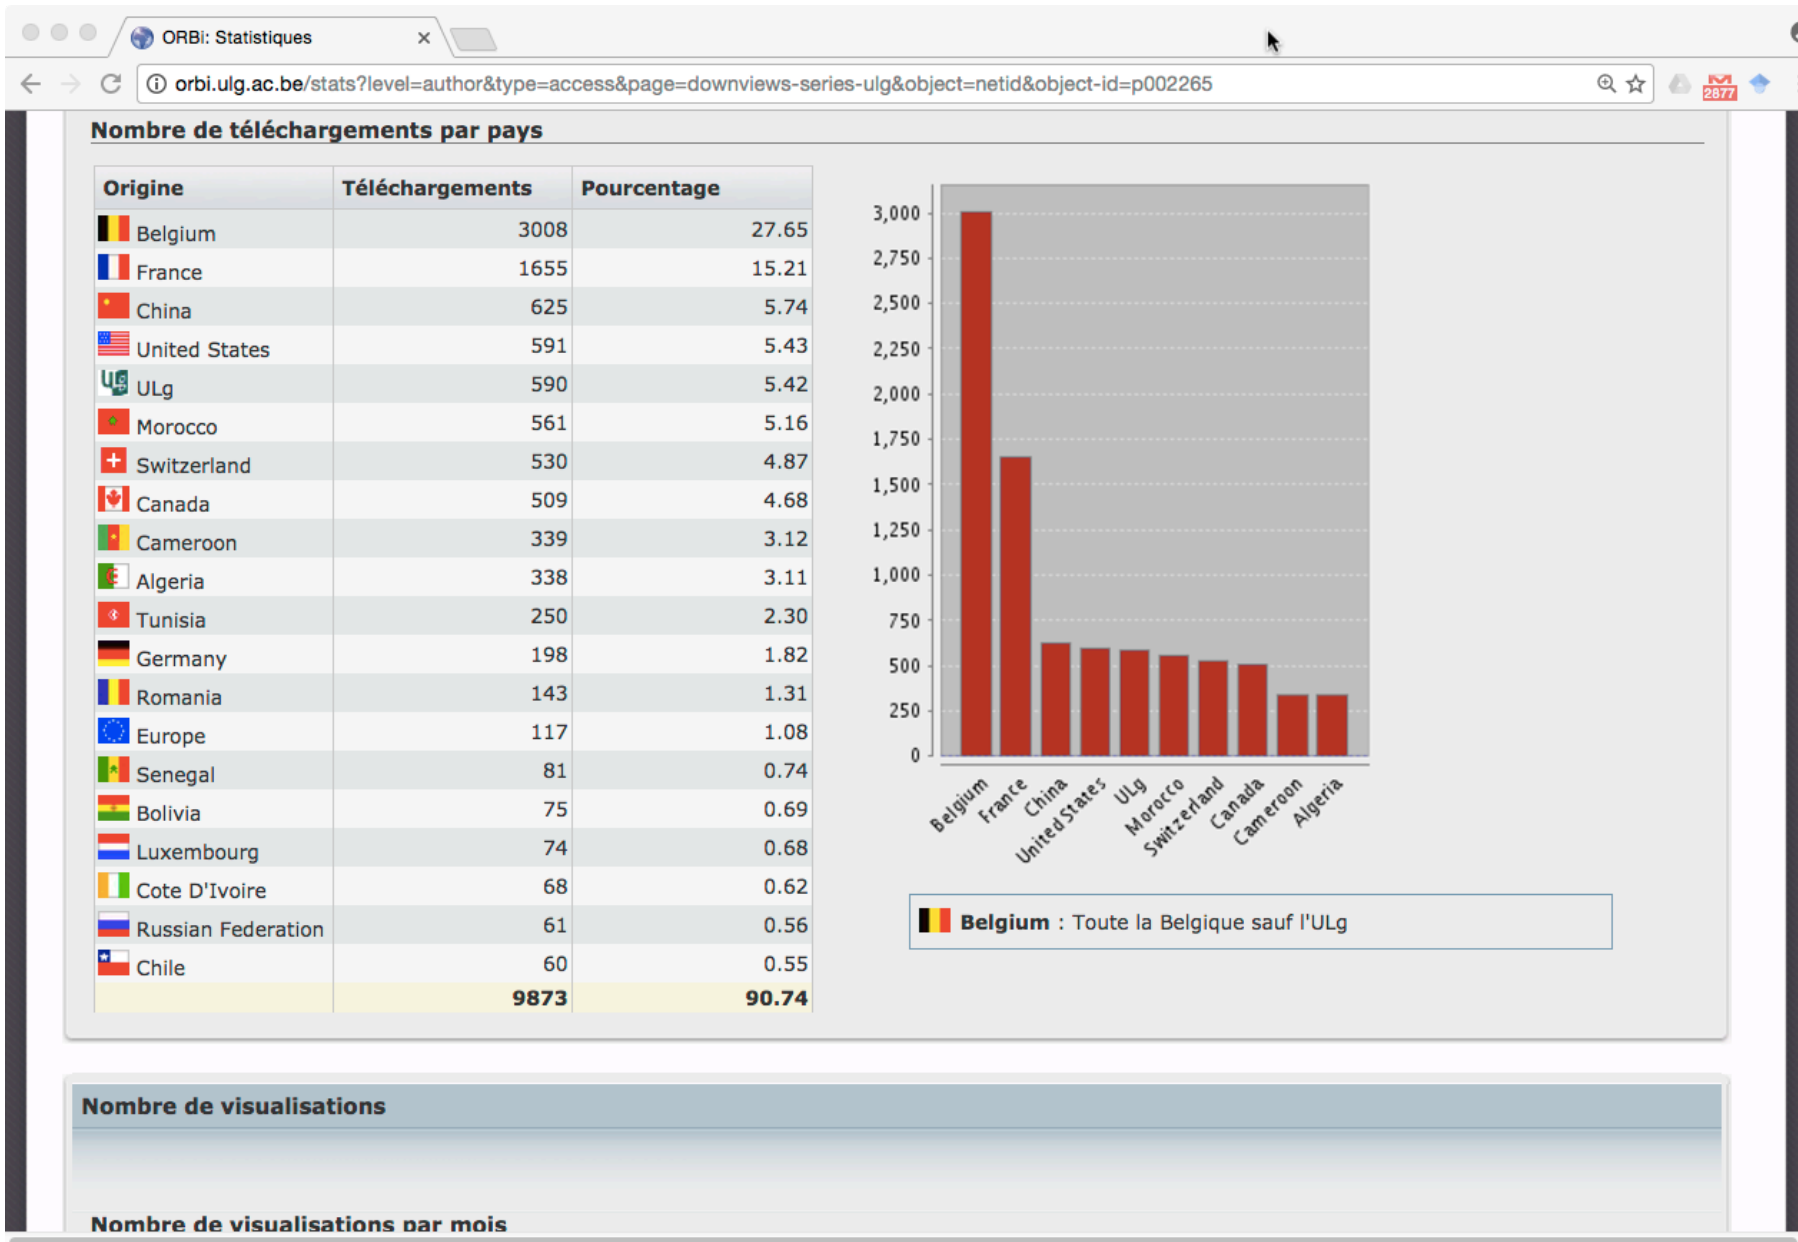 ORBi: Statistiques
orbi.ulg.ac.be/stats?level=author&type=access&page=downviews-series-ulg&object=netid&object-id=p002265
2877
Nombre de téléchargements par pays
Origine Téléchargements Pourcentage
Belgium 3008 27.65
France 1655 15.21
China 625 5.74
United States 591 5.43
ULg ULg 590 5.42
Morocco 561 5.16
Switzerland 530 4.87
Canada 509 4.68
Cameroon 339 3.12
Algeria 338 3.11
Tunisia 250 2.30
Germany 198 1.82
Romania 143 1.31
Europe 117 1.08
Senegal 81 0.74
Bolivia 75 0.69
Luxembourg 74 0.68
Cote D'Ivoire 68 0.62
Russian Federation 61 0.56
Chile 60 0.55
9873 90.74
3,000
2,750
2,500
2,250
2,000
1,750
1,500
1,250
1,000
750
500
250
0
Belgium
France
China
United States
ULg
Morocco
Switzerland
Canada
Cameroon
Algeria
Belgium : Toute la Belgique sauf l'ULg
Nombre de visualisations
Nombre de visualisations par mois